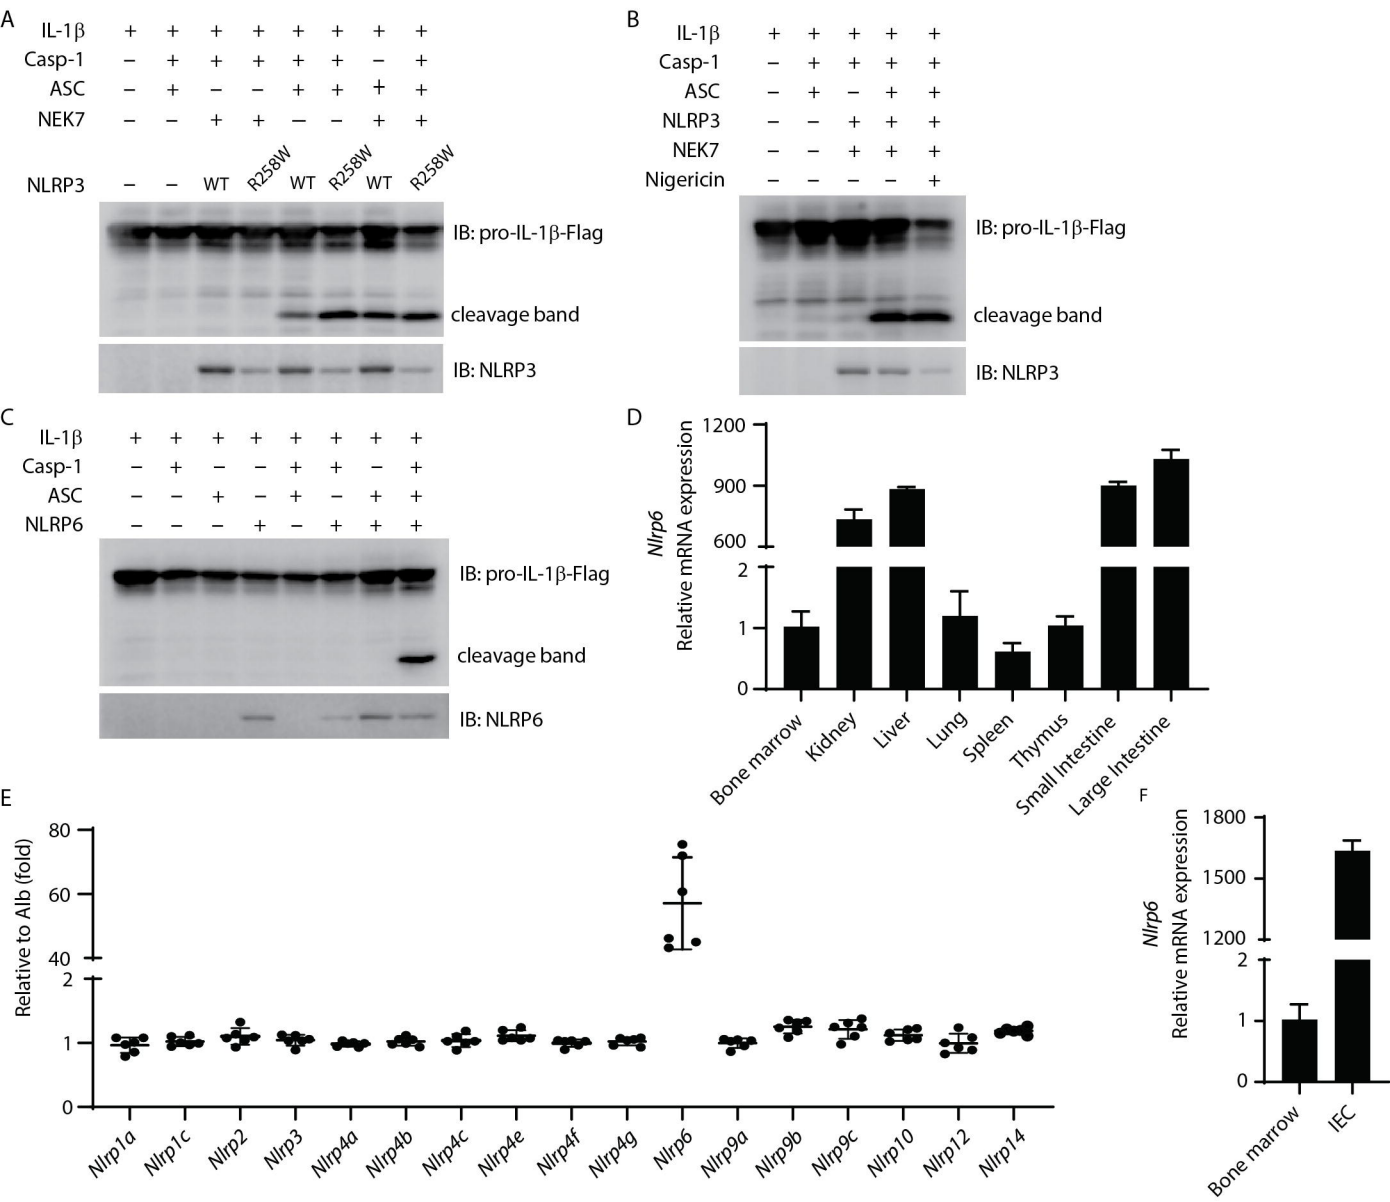 A
IL-1β + + + + + + + +
Casp-1 – + + + + + – +
ASC – + – – + + + +
NEK7 – – + + – – + +
NLRP3 – – WT R258W WT R258W WT R258W
IB: pro-IL-1β-Flag
cleavage band
IB: NLRP3
B
IL-1β + + + + +
Casp-1 – + + + +
ASC – + – + +
NLRP3 – – + + +
NEK7 – – + + +
Nigericin – – – – +
IB: pro-IL-1β-Flag
cleavage band
IB: NLRP3
C
IL-1β + + + + + + + +
Casp-1 – + – – + + – +
ASC – – + – + – + +
NLRP6 – – – + – + + +
IB: pro-IL-1β-Flag
cleavage band
IB: NLRP6
D
Nlrp6
Relative mRNA expression
1200
900
600
2
1
0
Bone marrow
Kidney
Liver
Lung
Spleen
Thymus
Small Intestine
Large Intestine
E
Relative to Alb (fold)
80
60
40
2
1
0
Nlrp1a
Nlrp1c
Nlrp2
Nlrp3
Nlrp4a
Nlrp4b
Nlrp4c
Nlrp4e
Nlrp4f
Nlrp4g
Nlrp6
Nlrp9a
Nlrp9b
Nlrp9c
Nlrp10
Nlrp12
Nlrp14
F
Nlrp6
Relative mRNA expression
1800
1500
1200
2
1
0
Bone marrow
IEC